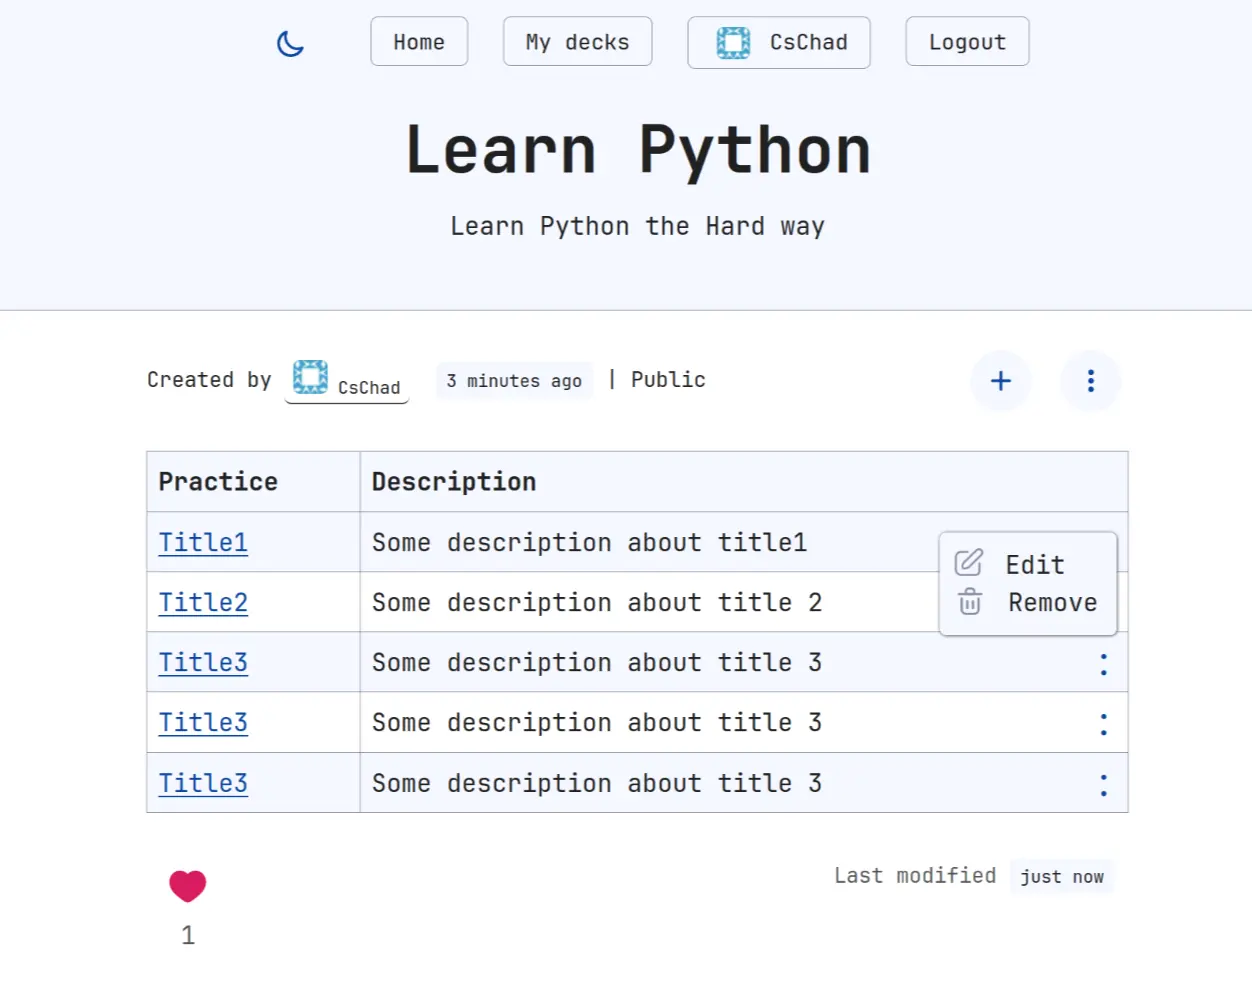 Home My decks CsChad Logout
Learn Python
Learn Python the Hard way
Created by CsChad 3 minutes ago | Public
Practice Description
Title1 Some description about title1
Edit
Title2 Some description about title 2
Remove
Title3 Some description about title 3
Title3 Some description about title 3
Title3 Some description about title 3
Last modified just now
1